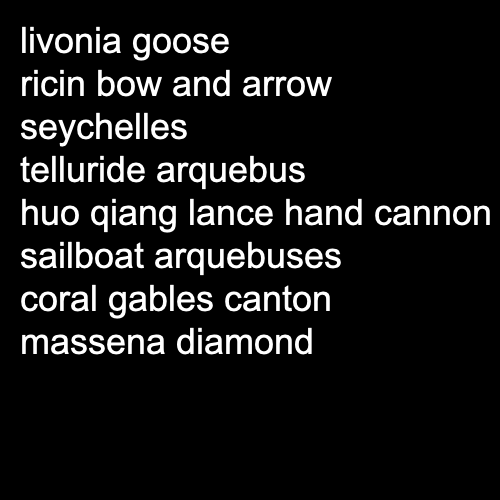 livonia goose
ricin bow and arrow
seychelles
telluride arquebus
huo qiang lance hand cannon
sailboat arquebuses
coral gables canton
massena diamond